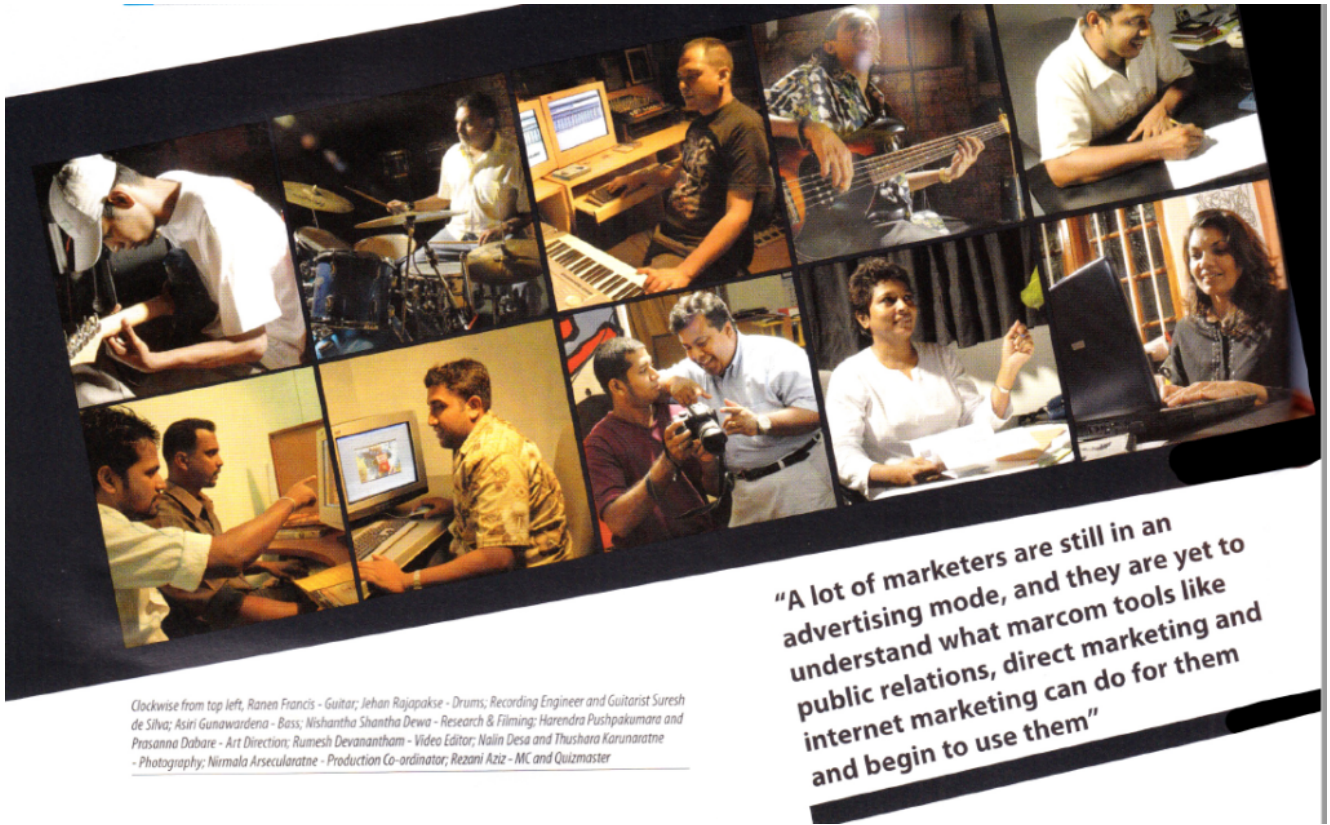 Clockwise from top left, Ranen Francis - Guitar; Jehan Rajapakse - Drums; Recording Engineer and Guitarist Suresh
de Silva; Asiri Gunawardena - Bass; Nishantha Shantha Dewa - Research & Filming; Harendra Pushpakumara and
Prasanna Dabare - Art Direction; Rumesh Devanantham - Video Editor; Nalin Desa and Thushara Karunaratne
- Photography; Nirmala Arsecularatne - Production Co-ordinator; Rezani Aziz - MC and Quizmaster
"A lot of marketers are still in an
advertising mode, and they are yet to
understand what marcom tools like
public relations, direct marketing and
internet marketing can do for them
and begin to use them"